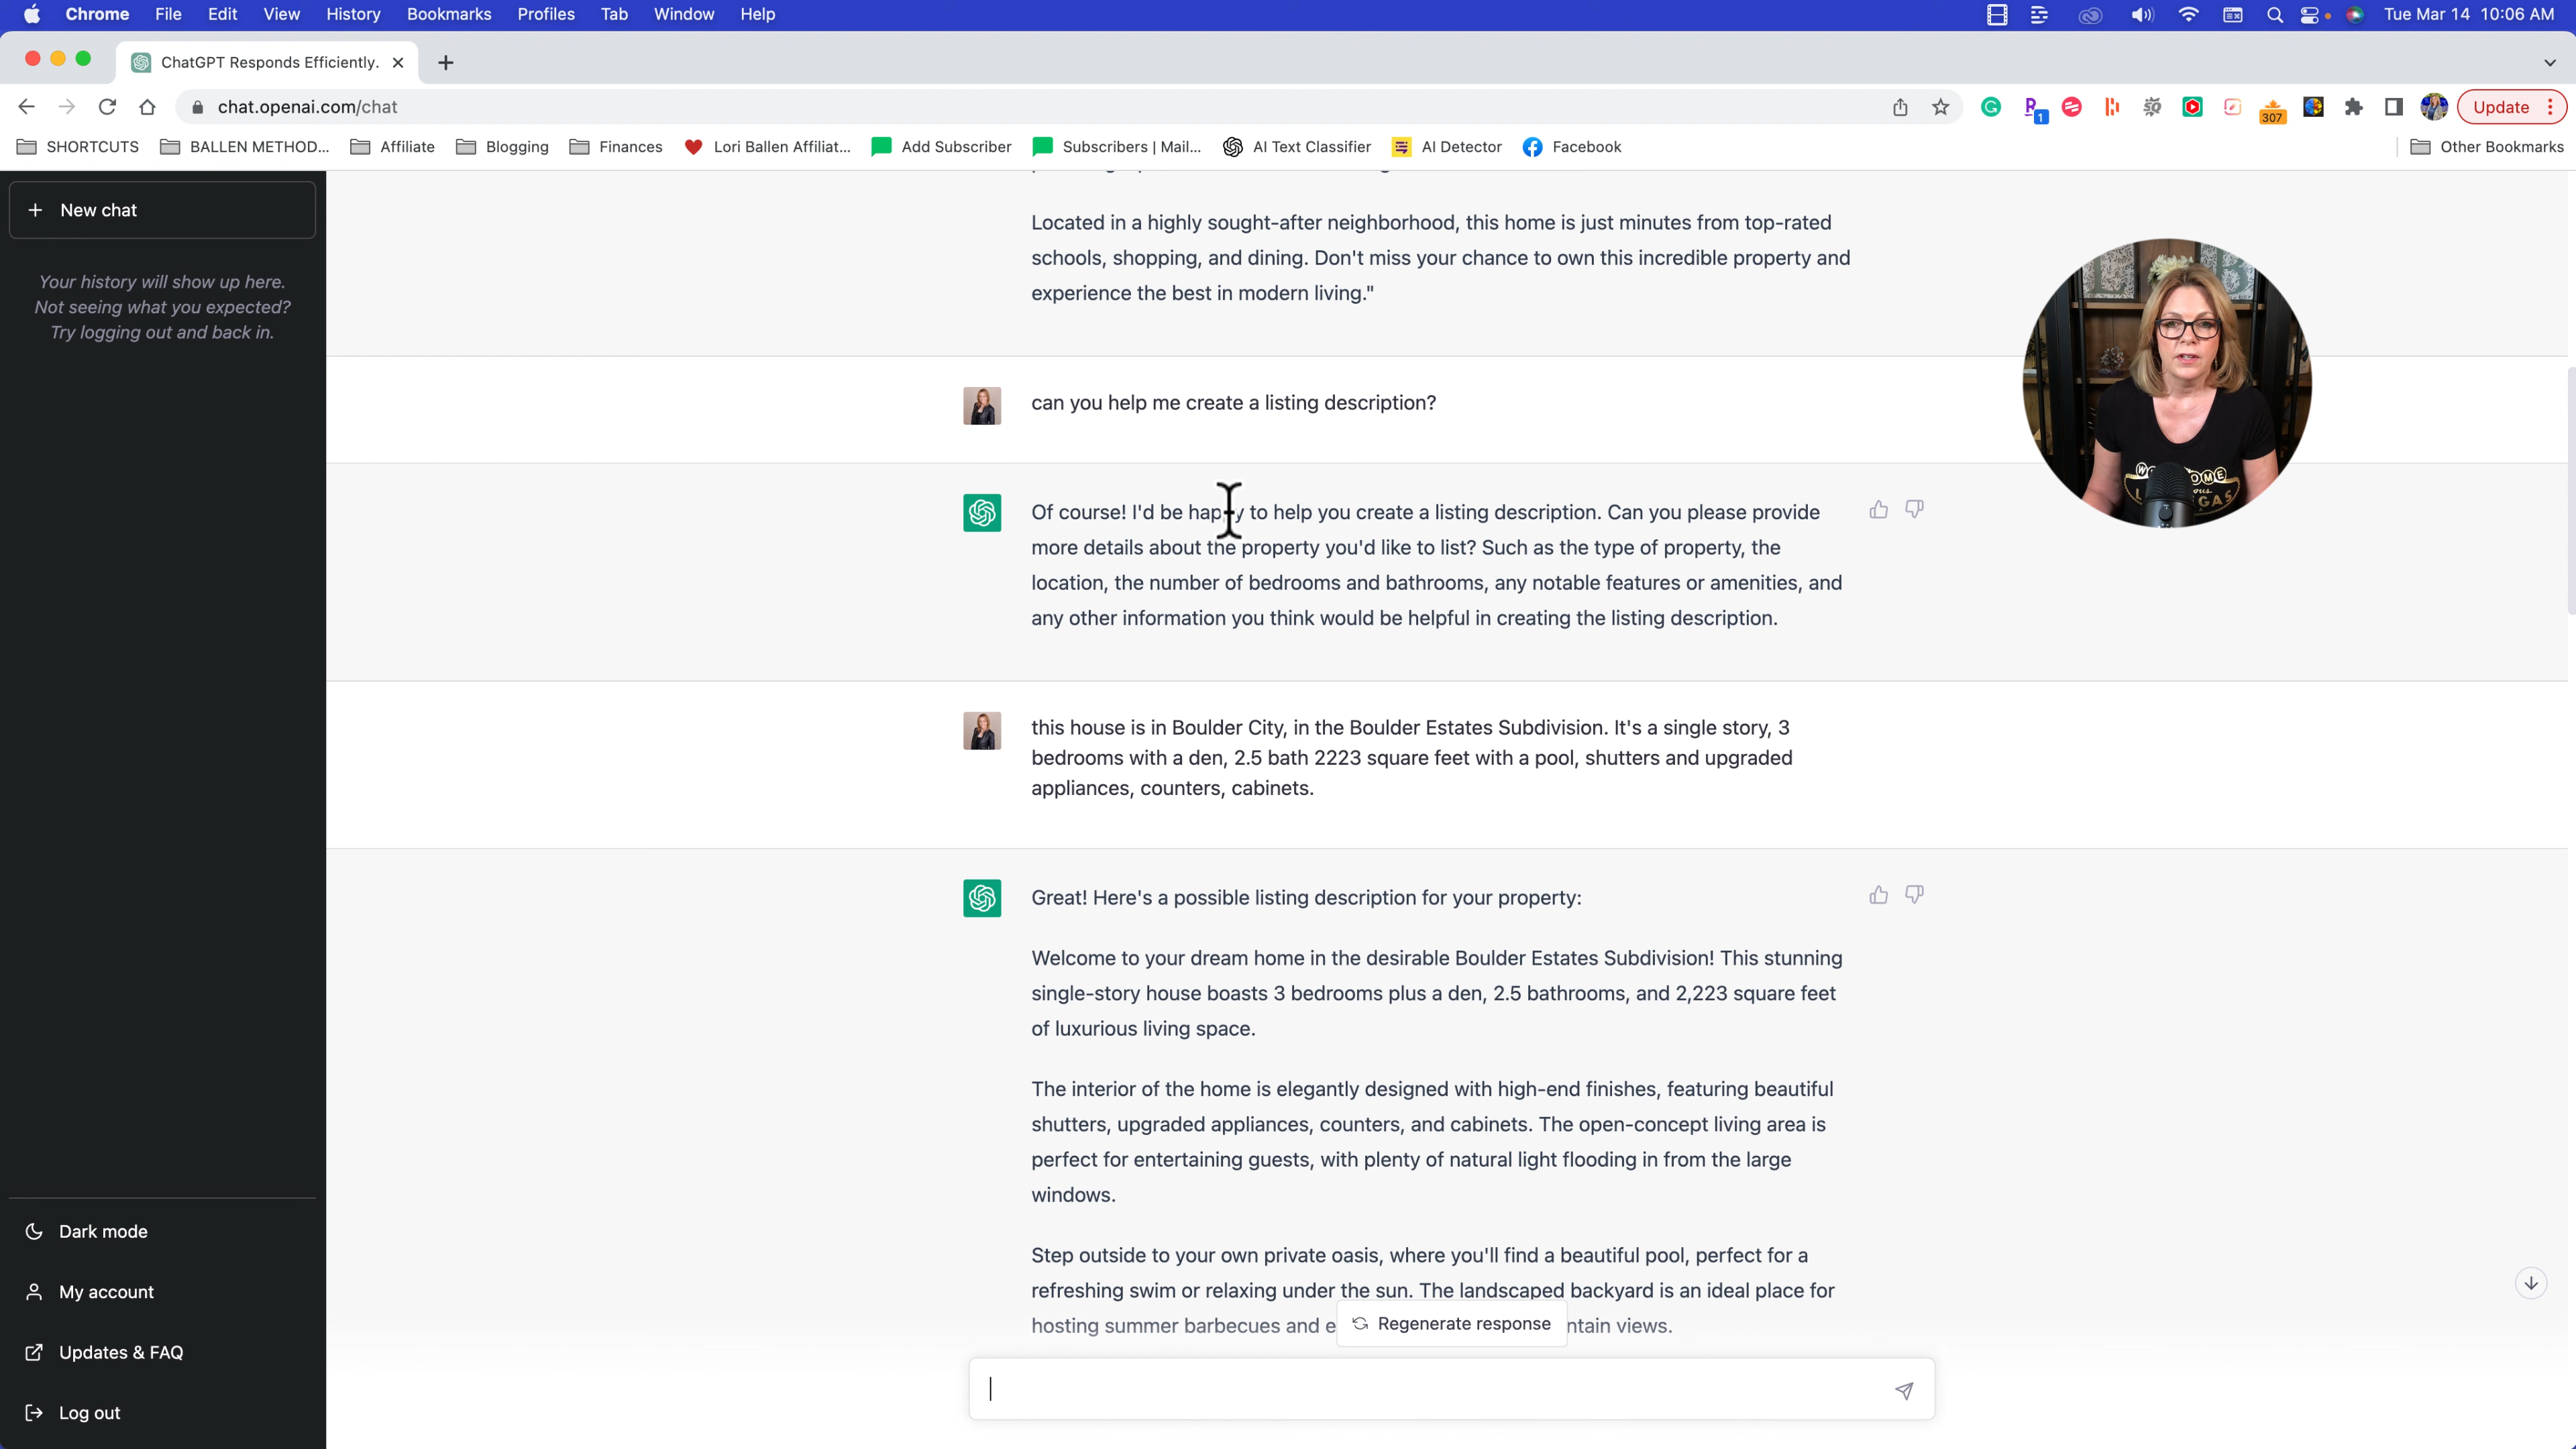 Chrome File Edit View History Bookmarks Profiles Tab Window Help Tue Mar 14 10:06 AM
ChatGPT Responds Efficiently.
chat.openai.com/chat
1
307
Update
SHORTCUTS BALLEN METHOD... Affiliate Blogging Finances Lori Ballen Affiliat... Add Subscriber Subscribers | Mail... AI Text Classifier AI Detector Facebook Other Bookmarks
New chat
Your history will show up here.
Not seeing what you expected?
Try logging out and back in.
Located in a highly sought-after neighborhood, this home is just minutes from top-rated
schools, shopping, and dining. Don't miss your chance to own this incredible property and
experience the best in modern living."
can you help me create a listing description?
Of course! I'd be happy to help you create a listing description. Can you please provide
more details about the property you'd like to list? Such as the type of property, the
location, the number of bedrooms and bathrooms, any notable features or amenities, and
any other information you think would be helpful in creating the listing description.
this house is in Boulder City, in the Boulder Estates Subdivision. It's a single story, 3
bedrooms with a den, 2.5 bath 2223 square feet with a pool, shutters and upgraded
appliances, counters, cabinets.
Great! Here's a possible listing description for your property:
Welcome to your dream home in the desirable Boulder Estates Subdivision! This stunning
single-story house boasts 3 bedrooms plus a den, 2.5 bathrooms, and 2,223 square feet
of luxurious living space.
The interior of the home is elegantly designed with high-end finishes, featuring beautiful
shutters, upgraded appliances, counters, and cabinets. The open-concept living area is
perfect for entertaining guests, with plenty of natural light flooding in from the large
windows.
Step outside to your own private oasis, where you'll find a beautiful pool, perfect for a
refreshing swim or relaxing under the sun. The landscaped backyard is an ideal place for
hosting summer barbecues and e
ntain views.
Regenerate response
Dark mode
My account
Updates & FAQ
Log out